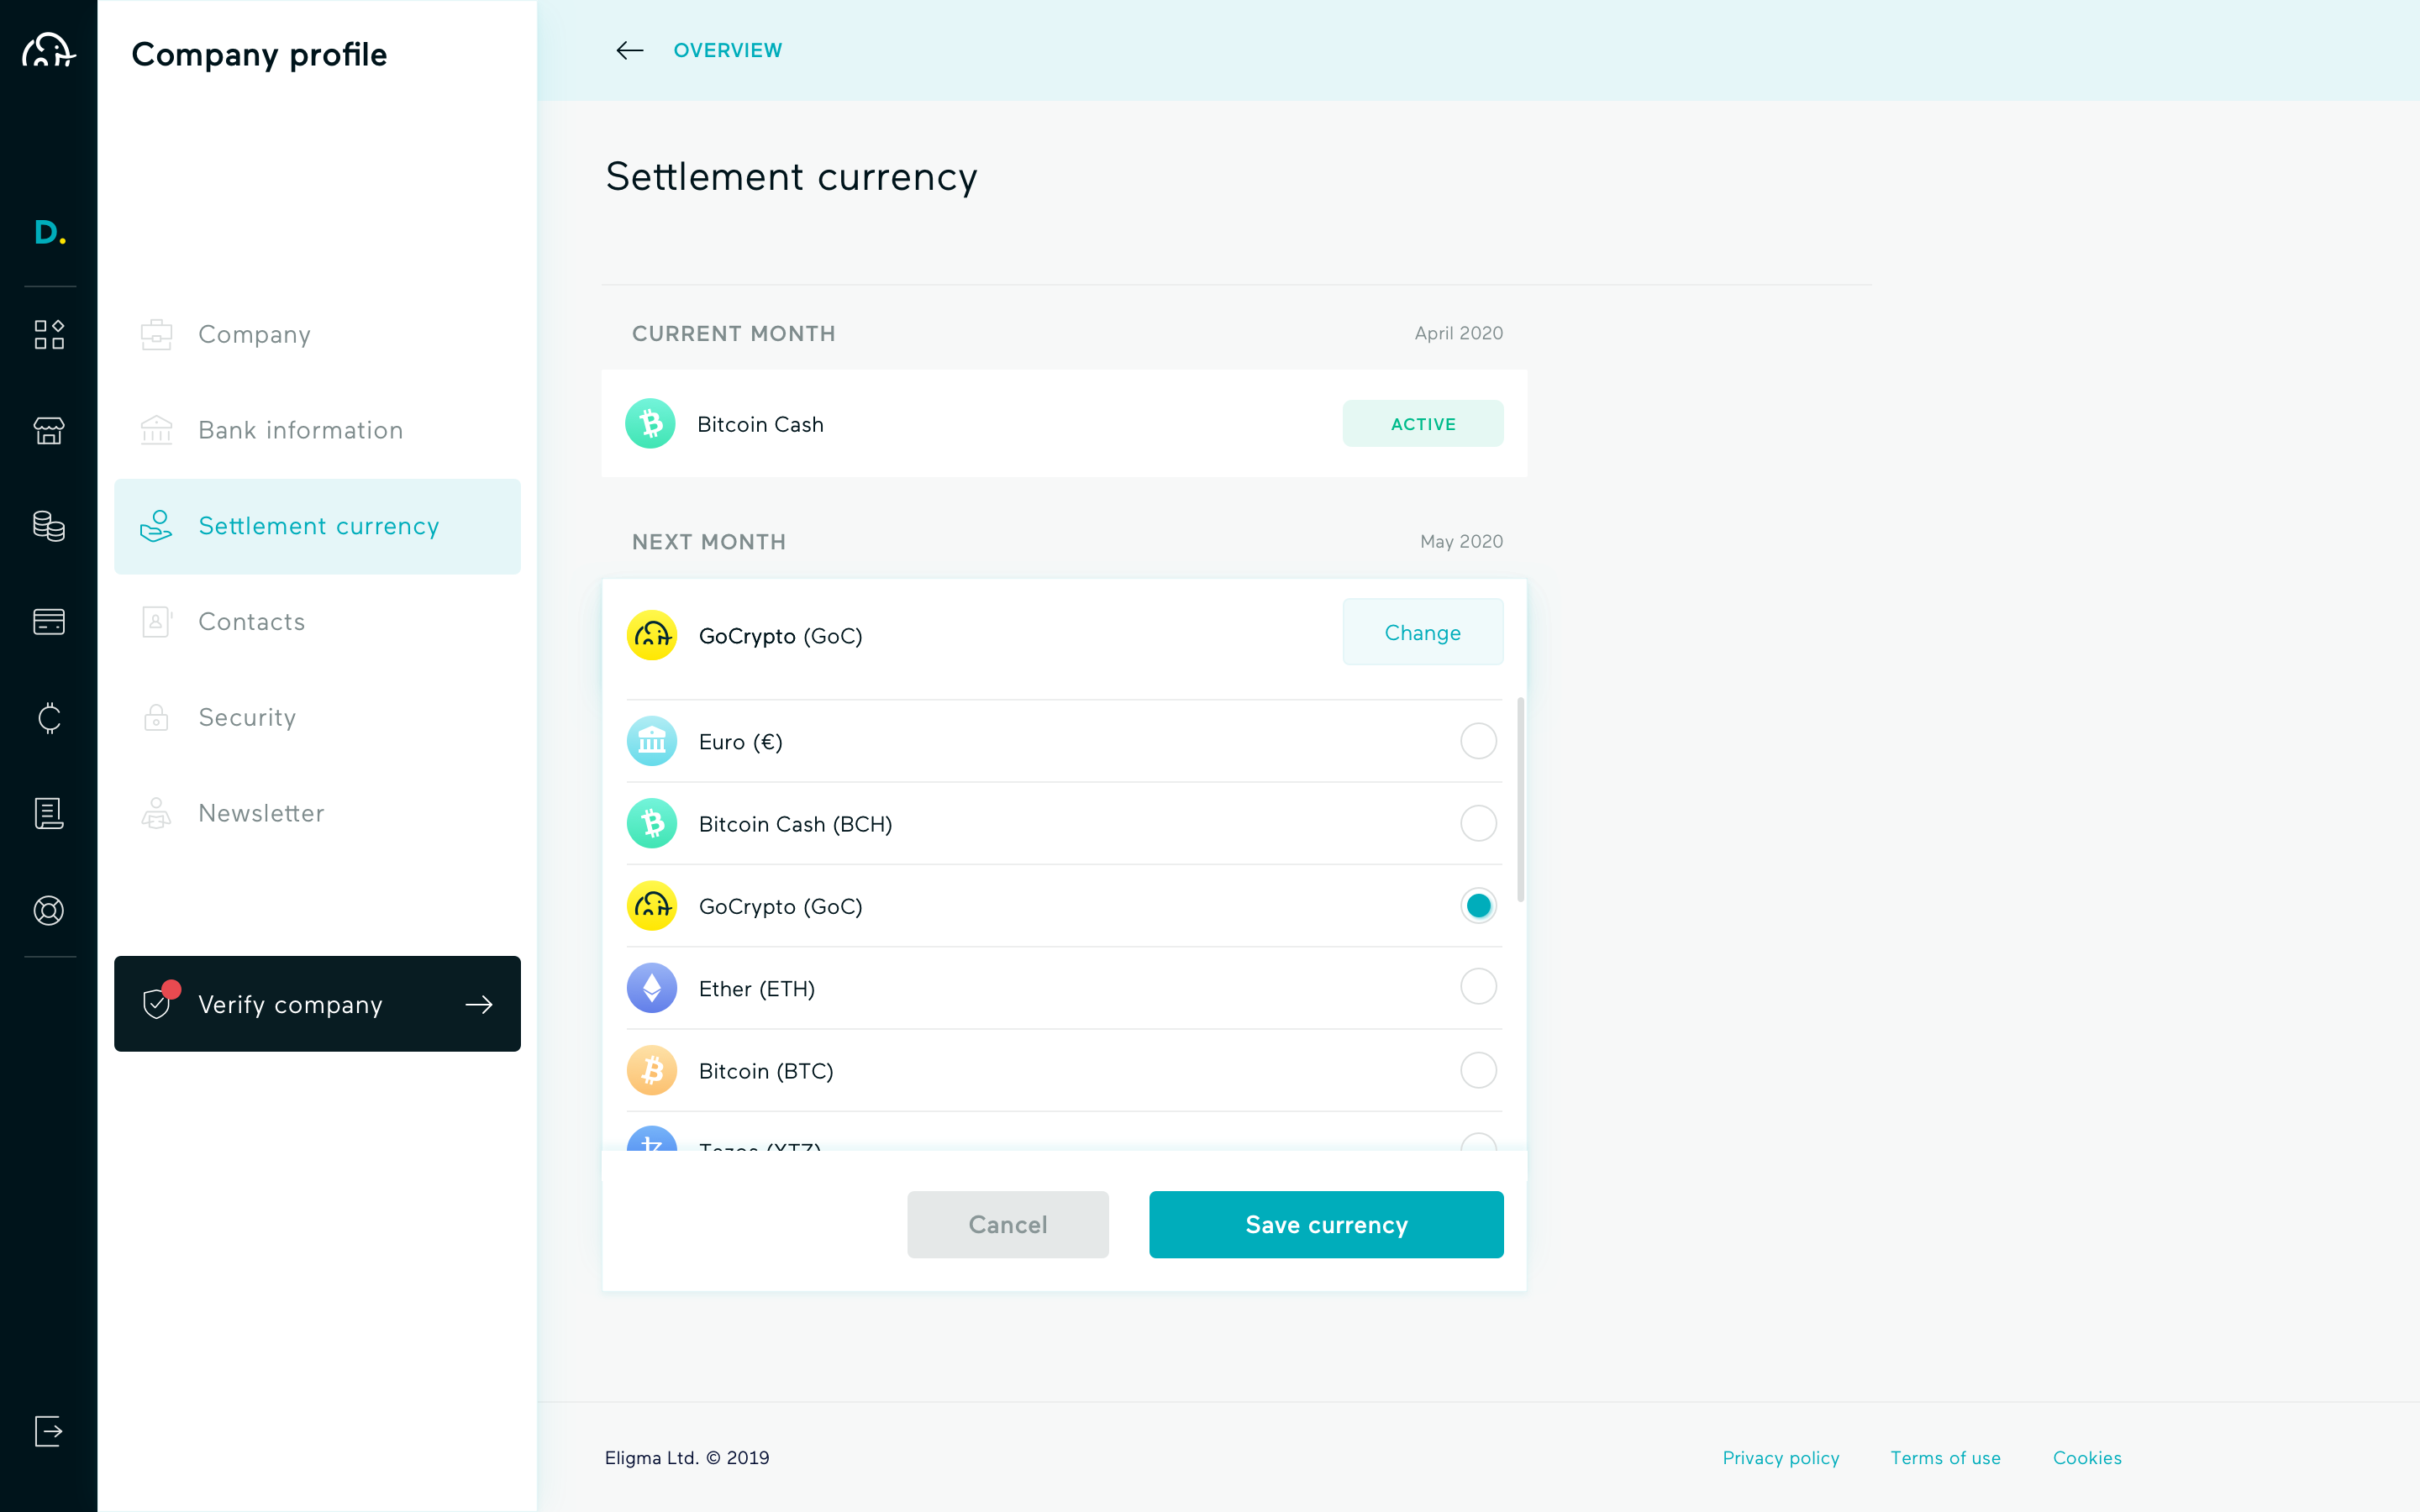 Company profile
OVERVIEW
Settlement currency
D.
Company
Bank information
Settlement currency
Contacts
Security
Newsletter
Verify company
CURRENT MONTH April 2020
Bitcoin Cash ACTIVE
NEXT MONTH May 2020
GoCrypto (GoC) Change
Euro (€)
Bitcoin Cash (BCH)
GoCrypto (GoC)
Ether (ETH)
Bitcoin (BTC)
Tezos (XTZ)
Cancel Save currency
Eligma Ltd. © 2019 Privacy policy Terms of use Cookies